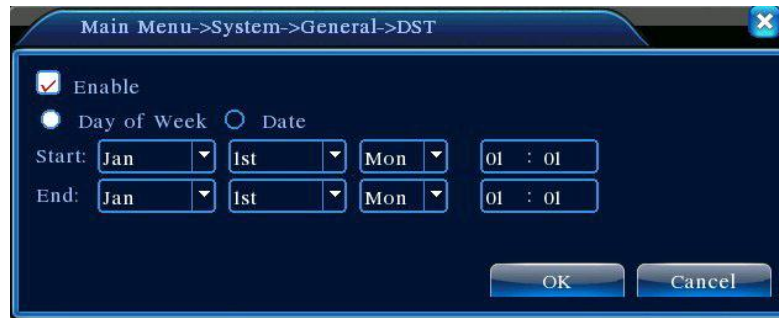 Main Menu->System->General->DST
Enable
Day of Week Date
Start: Jan 1st Mon 01 : 01
End: Jan 1st Mon 01 : 01
OK Cancel